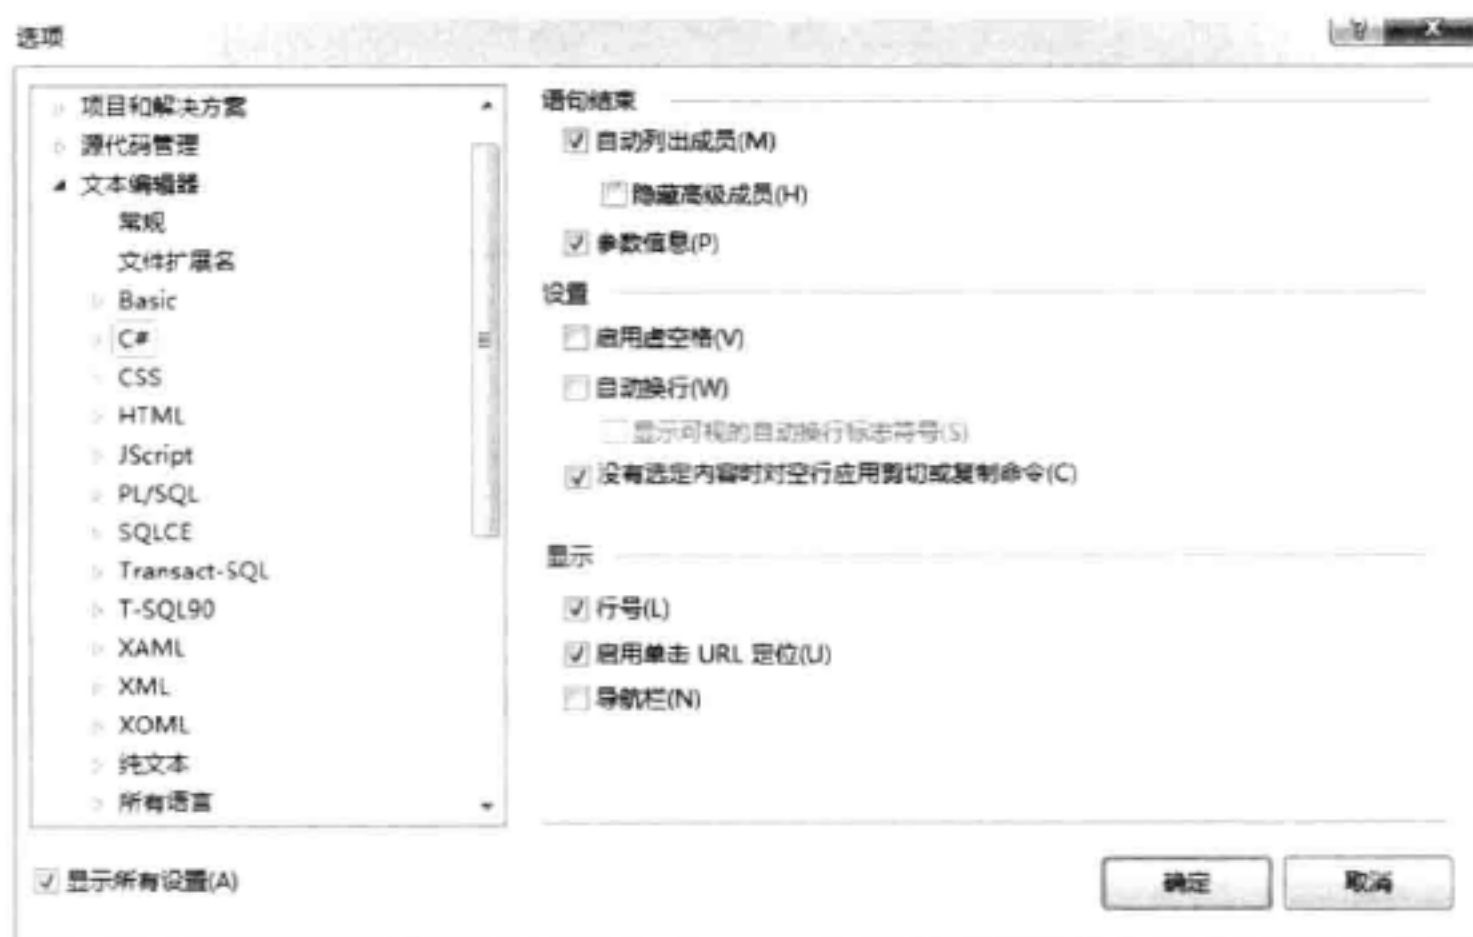 选项
项目和解决方案
源代码管理
文本编辑器
常规
文件扩展名
Basic
C#
CSS
HTML
JScript
PL/SQL
SQLCE
Transact-SQL
T-SQL90
XAML
XML
XOML
纯文本
所有语言
显示所有设置(A)
语句结束
自动列出成员(M)
隐藏高级成员(H)
参数信息(P)
设置
启用虚空格(V)
自动换行(W)
显示可视的自动换行标志符号(S)
没有选定内容时对空行应用剪切或复制命令(C)
显示
行号(L)
启用单击 URL 定位(U)
导航栏(N)
确定
取消